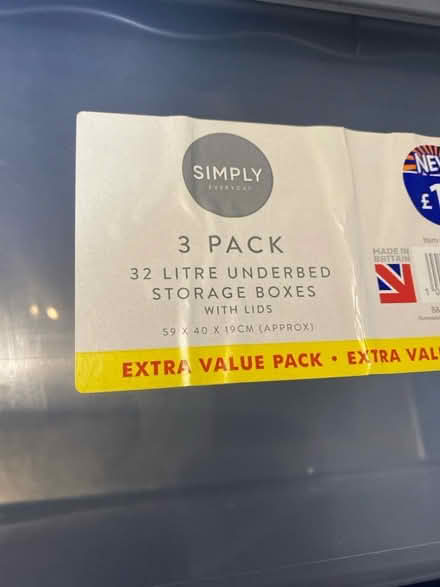 SIMPLY
EVERYDAY
3 PACK
32 LITRE UNDERBED
STORAGE BOXES
WITH LIDS
59 X 40 X 19CM (APPROX)
EXTRA VALUE PACK • EXTRA VAL
NEW
£1
Item
MADE IN
BRITAIN